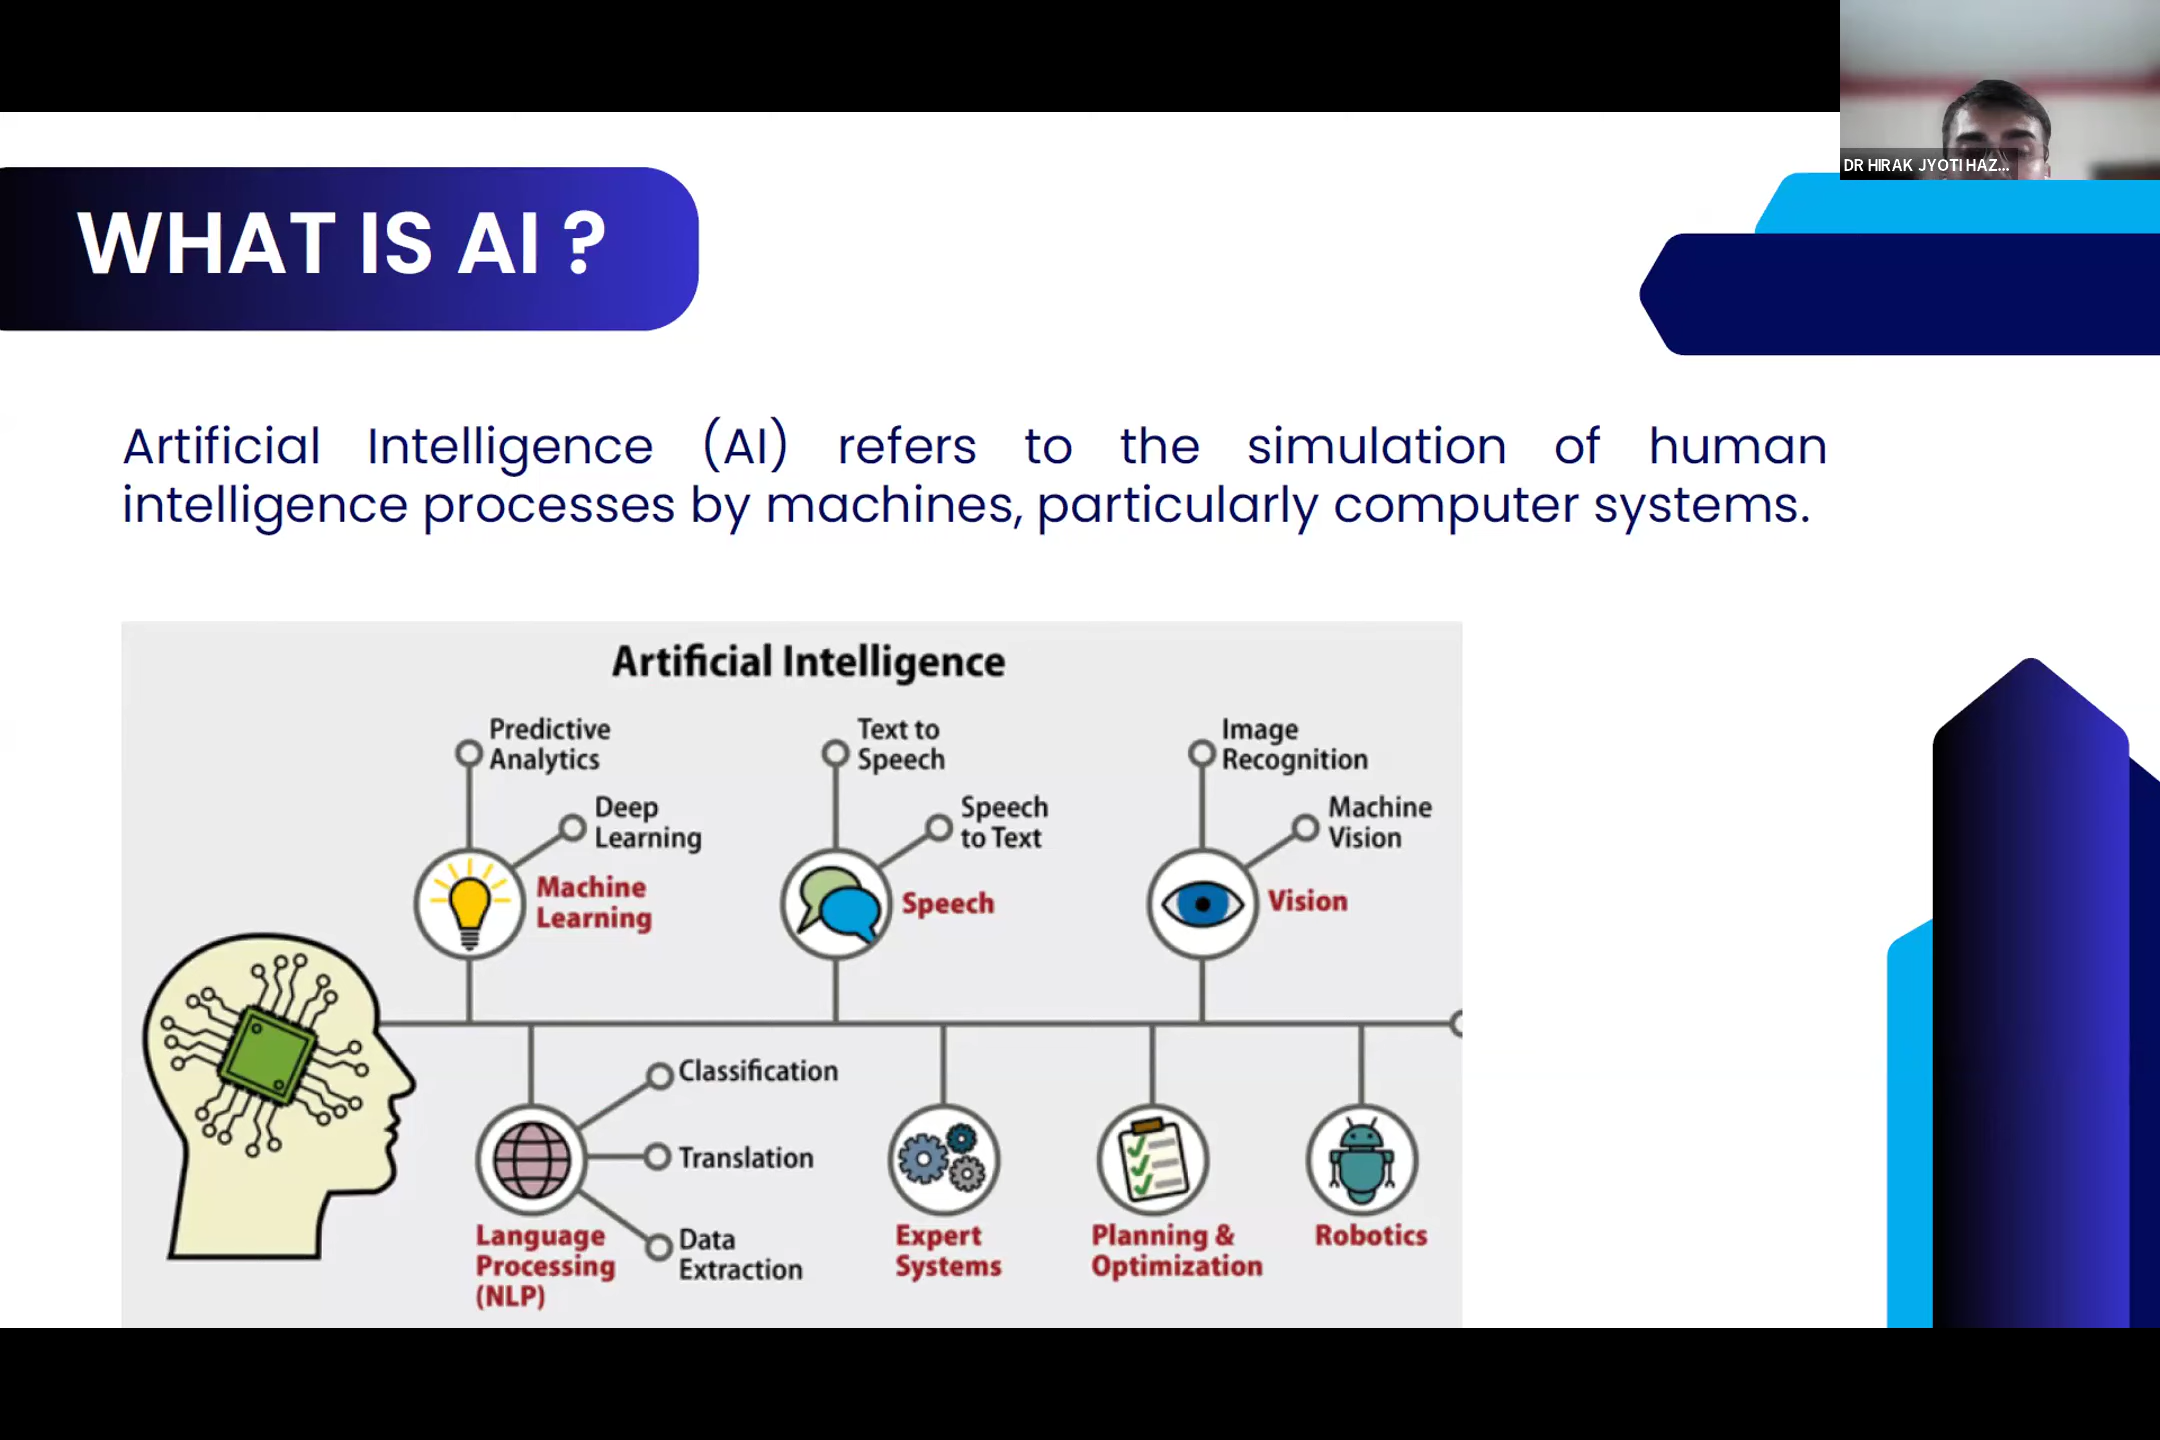 DR HIRAK JYOTI HAZ...
WHAT IS AI ?
Artificial Intelligence (AI) refers to the simulation of human
intelligence processes by machines, particularly computer systems.
Artificial Intelligence
Predictive
Analytics
Deep
Learning
Machine
Learning
Text to
Speech
Speech
to Text
Speech
Image
Recognition
Machine
Vision
Vision
Classification
Translation
Data
Extraction
Language
Processing
(NLP)
Expert
Systems
Planning &
Optimization
Robotics